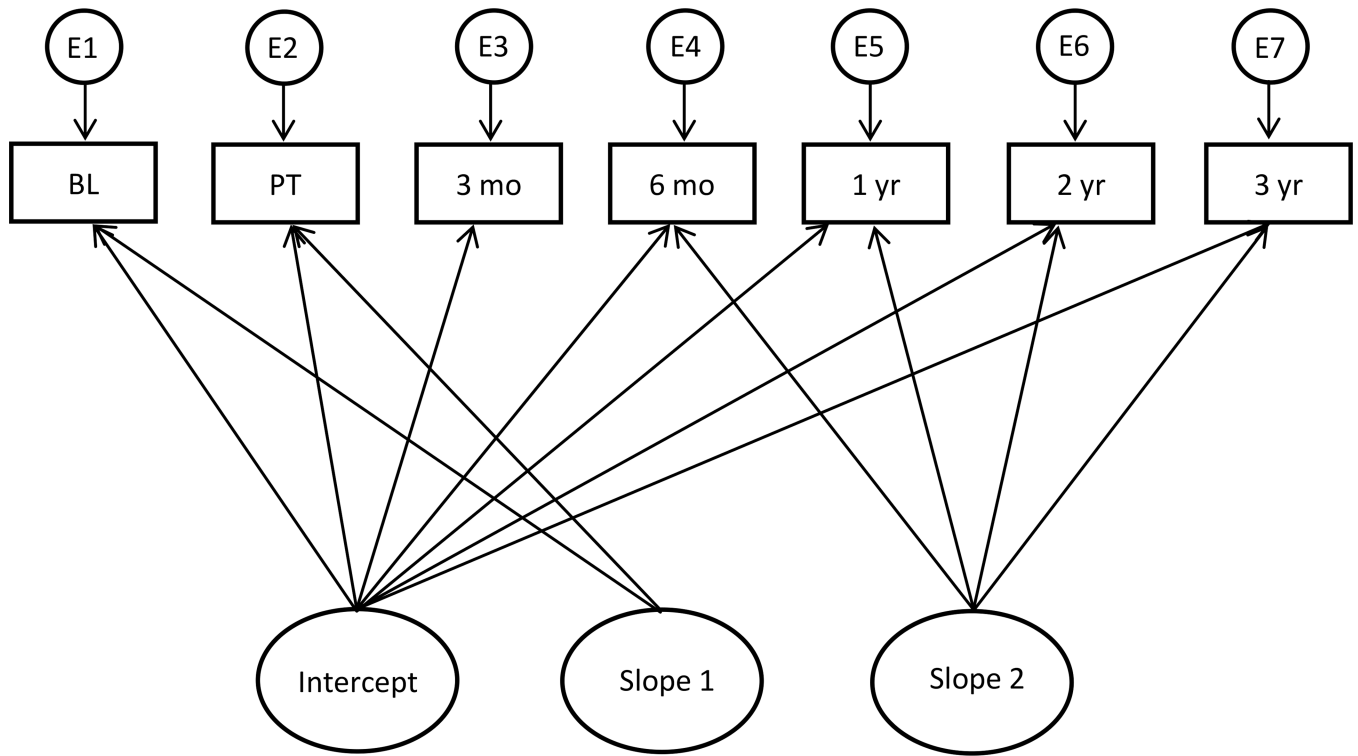 E1
E2
E3
E4
E5
E6
E7
BL
PT
3 mo
6 mo
1 yr
2 yr
3 yr
Intercept
Slope 1
Slope 2